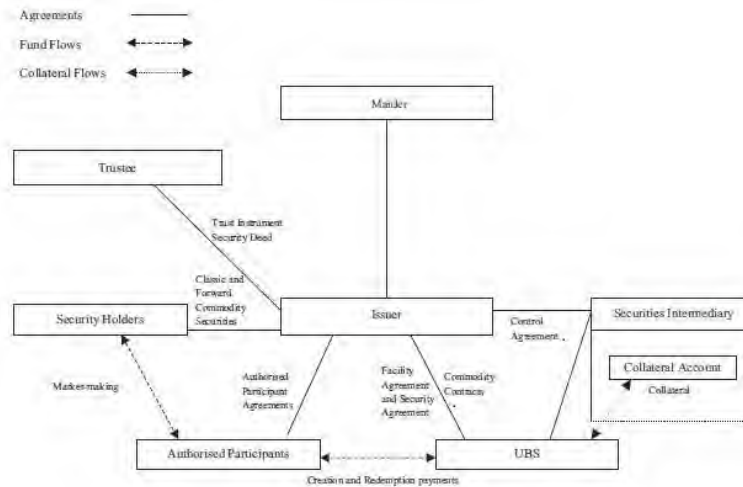 Agreements
Fund Flows
Collateral Flows
Manager
Trustee
Trust Instrument
Security Deed
Classic and
Forward
Commodity
Securities
Security Holders
Issuer
Control
Agreement
Securities Intermediary
Collateral Account
Collateral
Market-making
Authorised
Participant
Agreements
Facility
Agreement
and Security
Agreement
Commodity
Contracts
Authorised Participants
UBS
Creation and Redemption payments